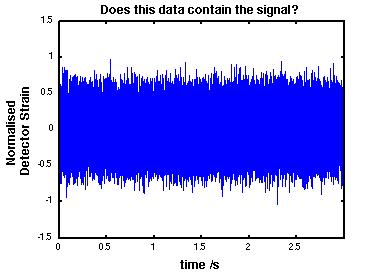 Does this data contain the signal?
1.5
1
0.5
0
-0.5
-1
-1.5
Normalised
Detector Strain
0 0.5 1 1.5 2 2.5
time /s